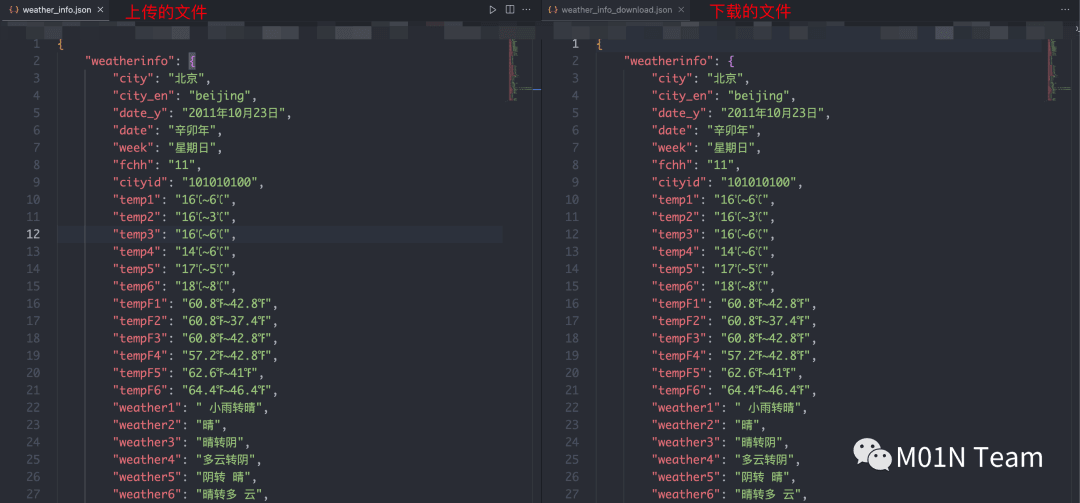 weather_info.json
上传的文件
1 {
2 "weatherinfo": {
3 "city": "北京",
4 "city_en": "beijing",
5 "date_y": "2011年10月23日",
6 "date": "辛卯年",
7 "week": "星期日",
8 "fchh": "11",
9 "cityid": "101010100",
10 "temp1": "16℃~6℃",
11 "temp2": "16℃~3℃",
12 "temp3": "16℃~6℃",
13 "temp4": "14℃~6℃",
14 "temp5": "17℃~5℃",
15 "temp6": "18℃~8℃",
16 "tempF1": "60.8℉~42.8℉",
17 "tempF2": "60.8℉~37.4℉",
18 "tempF3": "60.8℉~42.8℉",
19 "tempF4": "57.2℉~42.8℉",
20 "tempF5": "62.6℉~41℉",
21 "tempF6": "64.4℉~46.4℉",
22 "weather1": " 小雨转晴",
23 "weather2": "晴",
24 "weather3": "晴转阴",
25 "weather4": "多云转阴",
26 "weather5": "阴转 晴",
27 "weather6": "晴转多 云",
weather_info_download.json
下载的文件
1 {
2 "weatherinfo": {
3 "city": "北京",
4 "city_en": "beijing",
5 "date_y": "2011年10月23日",
6 "date": "辛卯年",
7 "week": "星期日",
8 "fchh": "11",
9 "cityid": "101010100",
10 "temp1": "16℃~6℃",
11 "temp2": "16℃~3℃",
12 "temp3": "16℃~6℃",
13 "temp4": "14℃~6℃",
14 "temp5": "17℃~5℃",
15 "temp6": "18℃~8℃",
16 "tempF1": "60.8℉~42.8℉",
17 "tempF2": "60.8℉~37.4℉",
18 "tempF3": "60.8℉~42.8℉",
19 "tempF4": "57.2℉~42.8℉",
20 "tempF5": "62.6℉~41℉",
21 "tempF6": "64.4℉~46.4℉",
22 "weather1": " 小雨转晴",
23 "weather2": "晴",
24 "weather3": "晴转阴",
25 "weather4": "多云转阴",
26 "weather5": "阴转 晴",
27 "weather6": "晴转多 云",
M01N Team